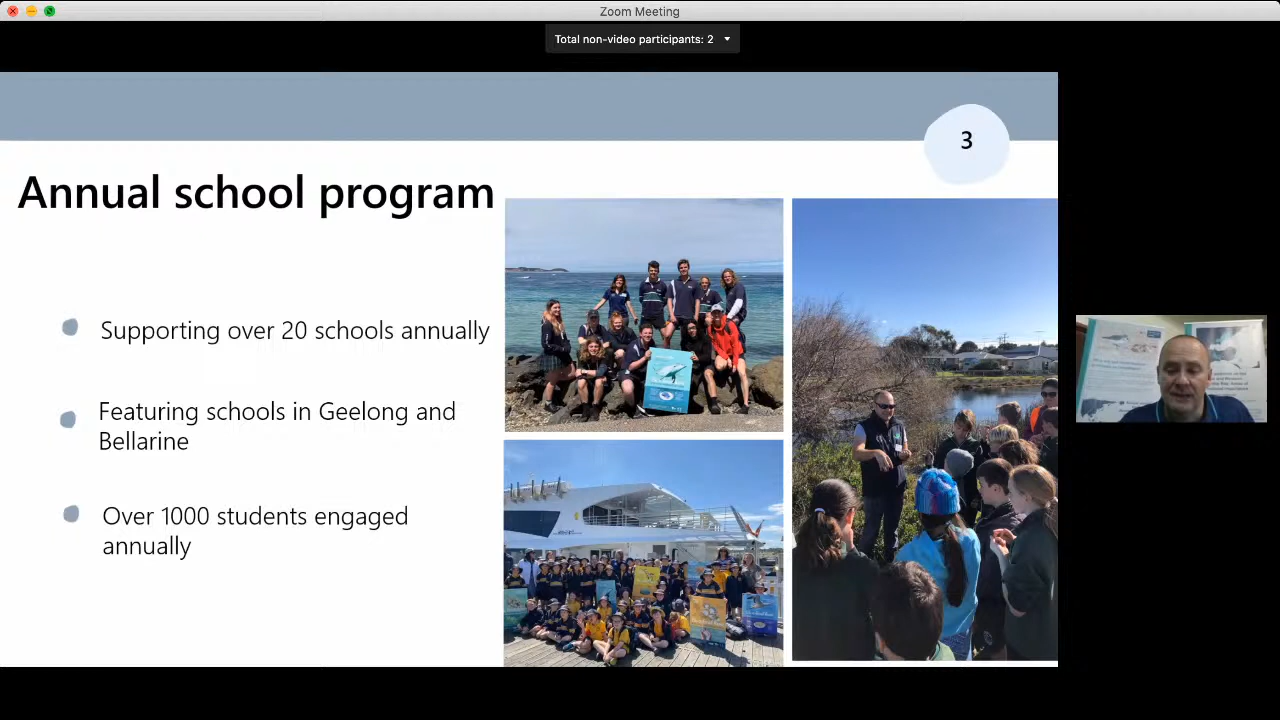 Zoom Meeting
Total non-video participants: 2
3
Annual school program
Supporting over 20 schools annually
Featuring schools in Geelong and
Bellarine
Over 1000 students engaged
annually